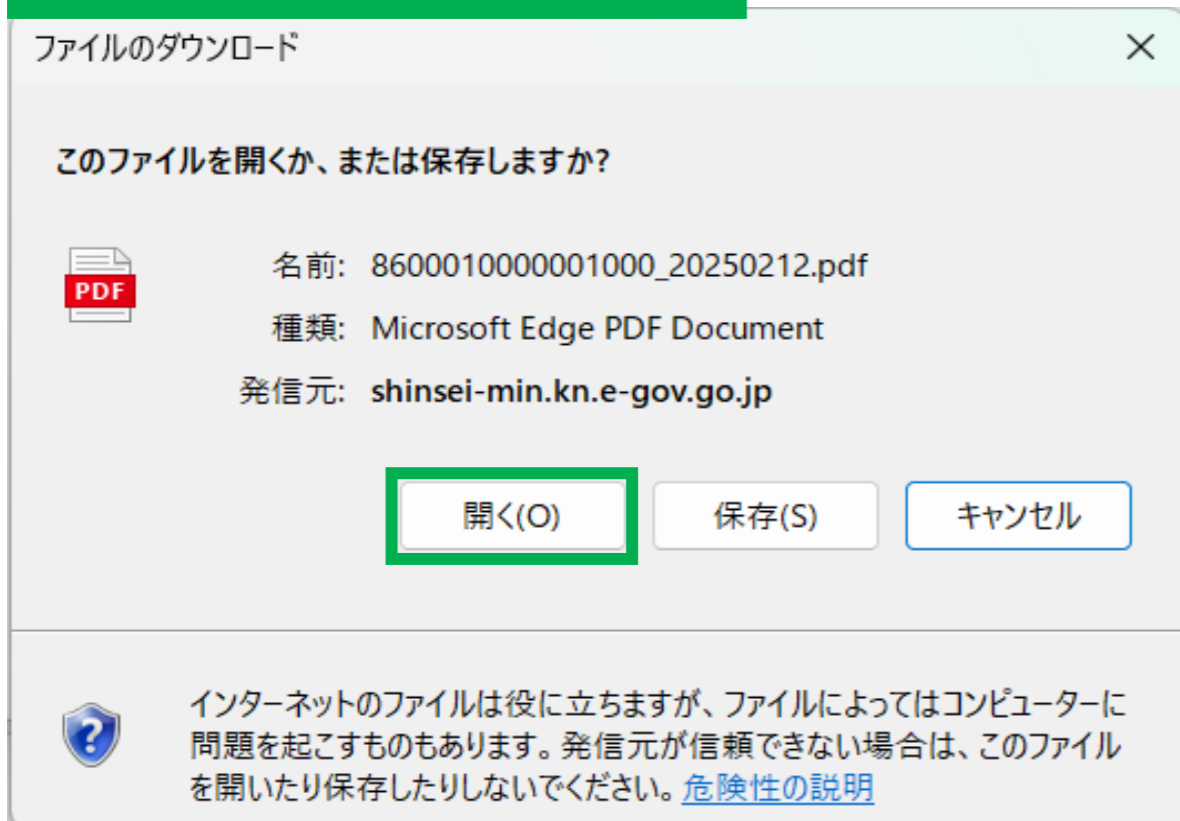 ファイルのダウンロード
このファイルを開くか、または保存しますか?
PDF
名前: 8600010000001000_20250212.pdf
種類: Microsoft Edge PDF Document
発信元: shinsei-min.kn.e-gov.go.jp
開く(O) 保存(S) キャンセル
インターネットのファイルは役に立ちますが、ファイルによってはコンピューターに
問題を起こすものもあります。発信元が信頼できない場合は、このファイル
を開いたり保存したりしないでください。危険性の説明